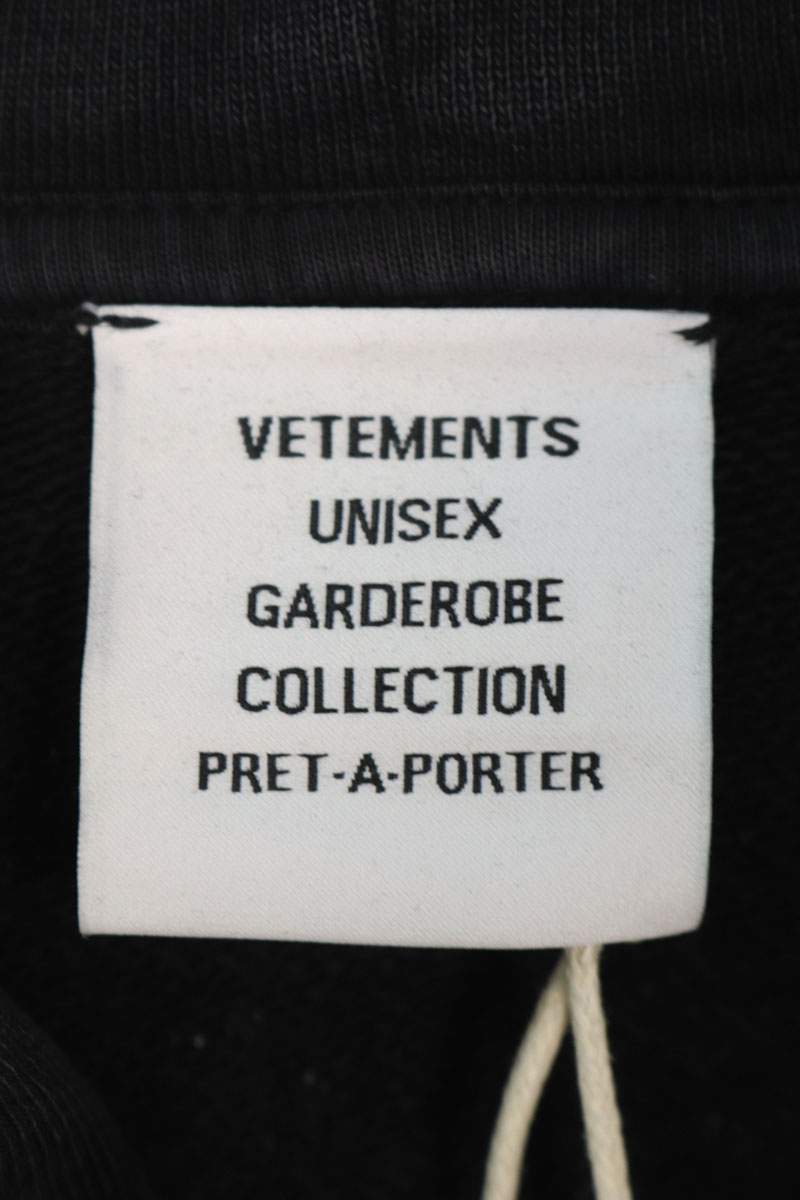 VETEMENTS
UNISEX
GARDEROBE
COLLECTION
PRET-A-PORTER